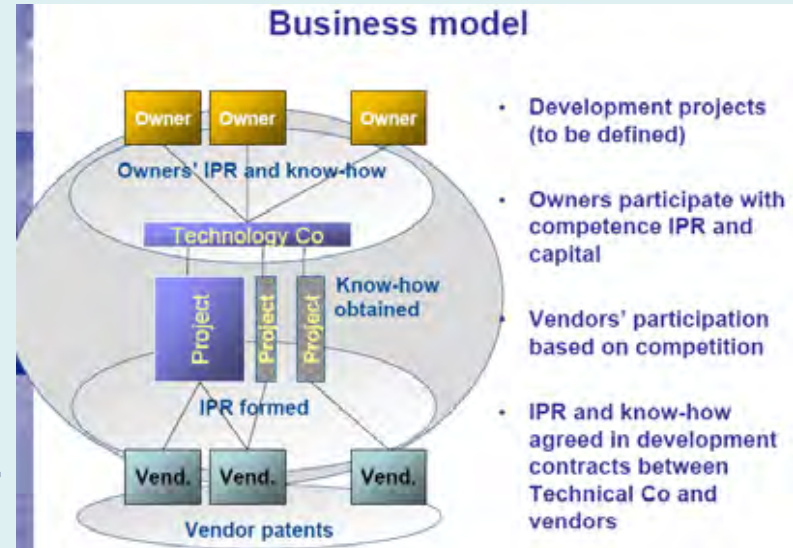 Business model
Owner
Owner
Owner
Owners' IPR and know-how
Technology Co
Know-how
obtained
Project
Project
Project
IPR formed
Vend.
Vend.
Vend.
Vendor patents
• Development projects
(to be defined)
• Owners participate with
competence IPR and
capital
• Vendors' participation
based on competition
• IPR and know-how
agreed in development
contracts between
Technical Co and
vendors